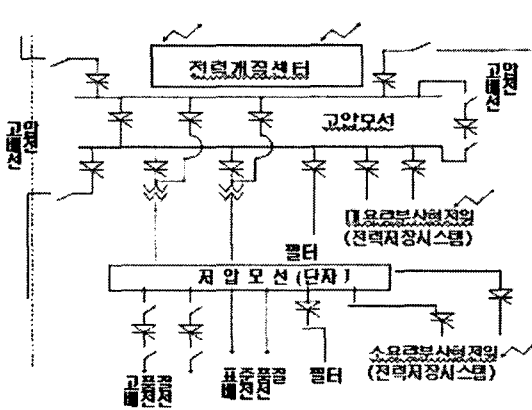 전력개질센터
고압
배전
선
고압모선
고압
배전
선
대용량분산형전원
(전력저장시스템)
필터
저 압 모 선 (단자)
고품질
배전
표준품질
배전
필터
소용량분산형전원
(전력저장시스템)